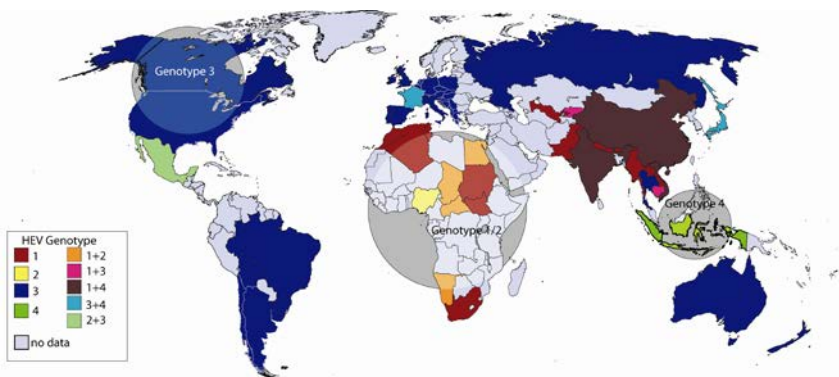 Genotype 3
Genotype 1/2
Genotype 4
HEV Genotype
1
2
3
4
1+2
1+3
1+4
3+4
2+3
no data